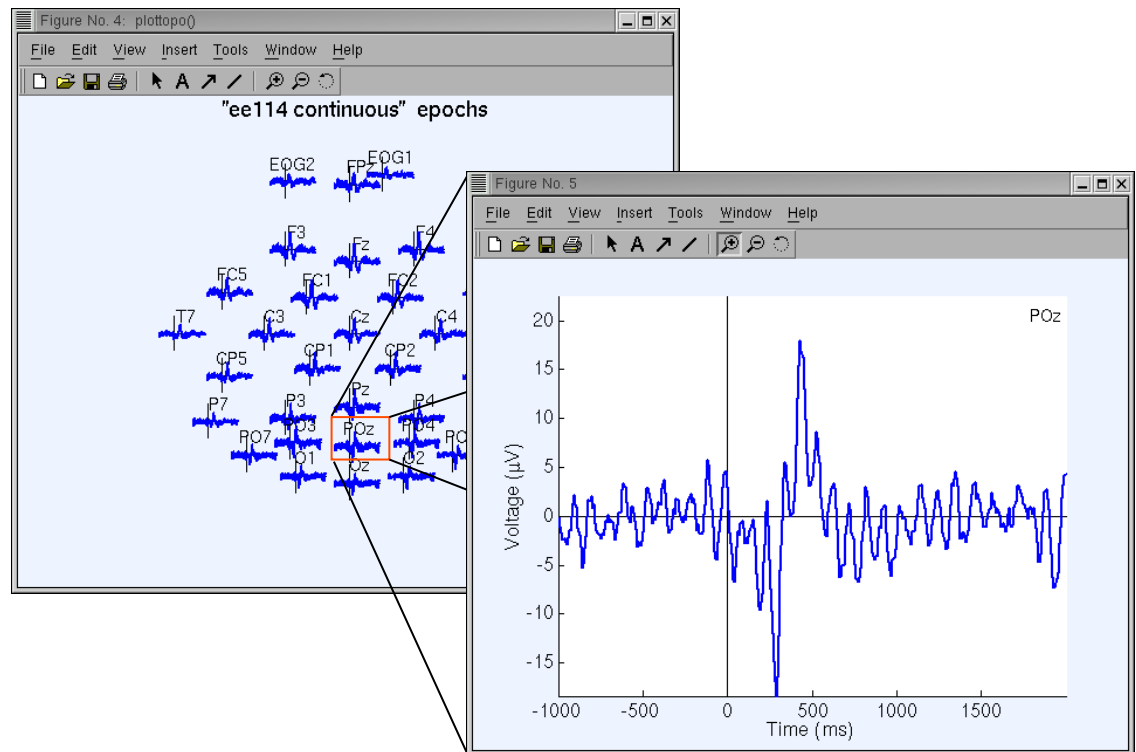 Figure No. 4: plottopo()
File Edit View Insert Tools Window Help
A
"ee114 continuous" epochs
EOG2 FPz EOG1
F3 Fz F4
FC5 FC1 FC2
T7 C3 Cz C4
CP5 CP1 CP2
P7 P3 Pz P4
PO7 PO3 POz PO4
O1 Oz O2
Figure No. 5
File Edit View Insert Tools Window Help
A
POz
20
15
10
5
0
-5
-10
-15
Voltage (µV)
-1000 -500 0 500 1000 1500
Time (ms)